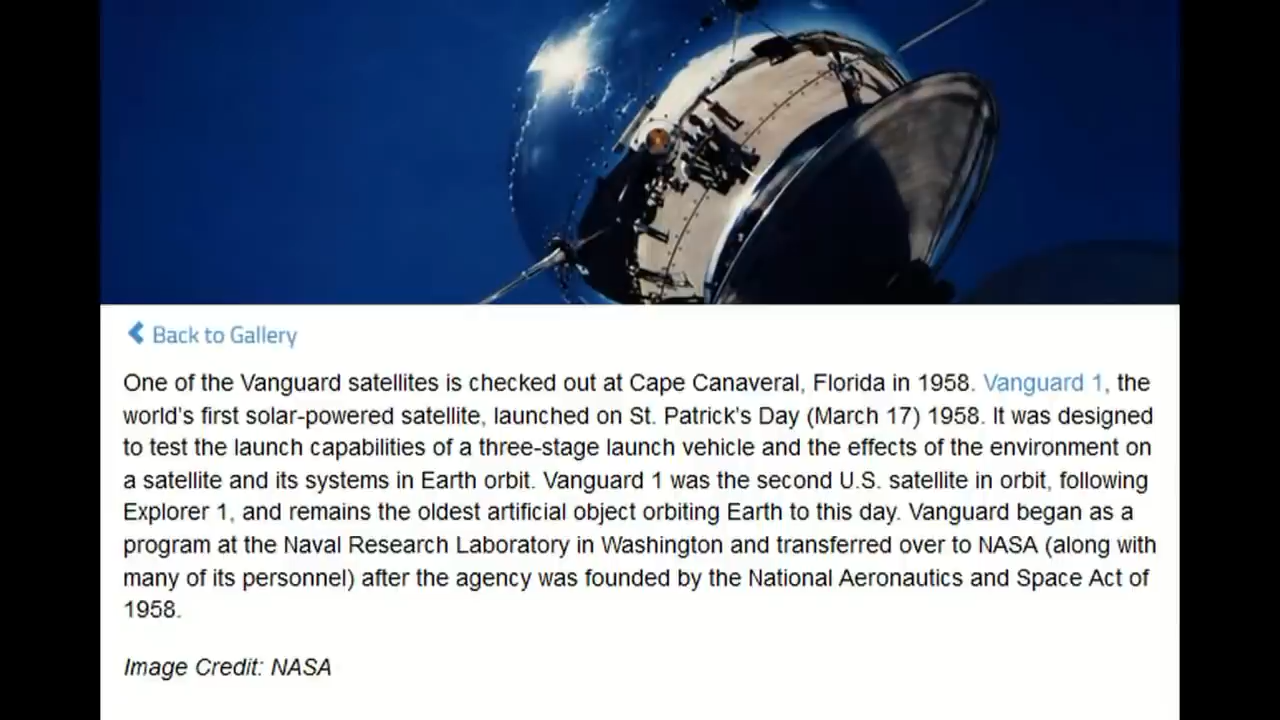 Back to Gallery
One of the Vanguard satellites is checked out at Cape Canaveral, Florida in 1958. Vanguard 1, the
world's first solar-powered satellite, launched on St. Patrick's Day (March 17) 1958. It was designed
to test the launch capabilities of a three-stage launch vehicle and the effects of the environment on
a satellite and its systems in Earth orbit. Vanguard 1 was the second U.S. satellite in orbit, following
Explorer 1, and remains the oldest artificial object orbiting Earth to this day. Vanguard began as a
program at the Naval Research Laboratory in Washington and transferred over to NASA (along with
many of its personnel) after the agency was founded by the National Aeronautics and Space Act of
1958.
Image Credit: NASA